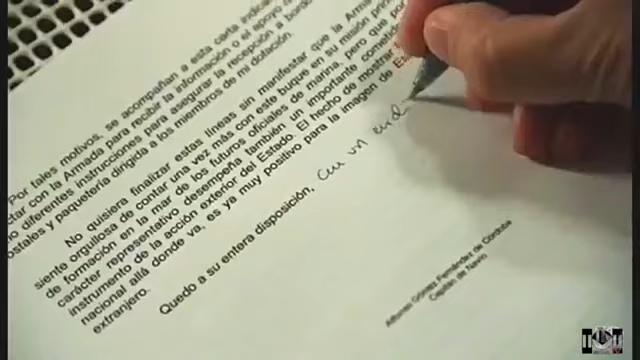 Por tales motivos, se acompañan a esta carta indica
ctar con la Armada para recibir la información o el apoyo
diferentes instrucciones para asegurar la recepción a bordo
ostales y paquetería dirigida a los miembros de mi dotación.
No quisiera finalizar estas líneas sin manifestar que la Armada
siente orgullosa de contar una vez más con este buque en su misión
de formación en la mar de los futuros oficiales de marina, pero que
carácter representativo desempeña también un importante cometido
instrumento de la acción exterior del Estado. El hecho de mostrar
nacional allá donde va, es ya muy positivo para la imagen de
extranjero.
Quedo a su entera disposición, con un
Alfonso Gómez Fernández de Córdoba
Capitán de Navío